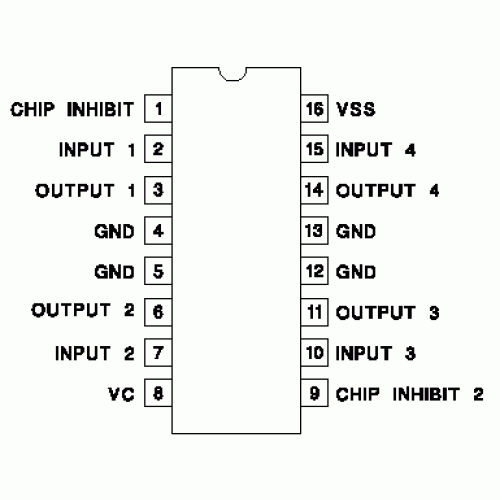 CHIP INHIBIT 1 16 VSS
INPUT 1 2 15 INPUT 4
OUTPUT 1 3 14 OUTPUT 4
GND 4 13 GND
GND 5 12 GND
OUTPUT 2 6 11 OUTPUT 3
INPUT 2 7 10 INPUT 3
VC 8 9 CHIP INHIBIT 2